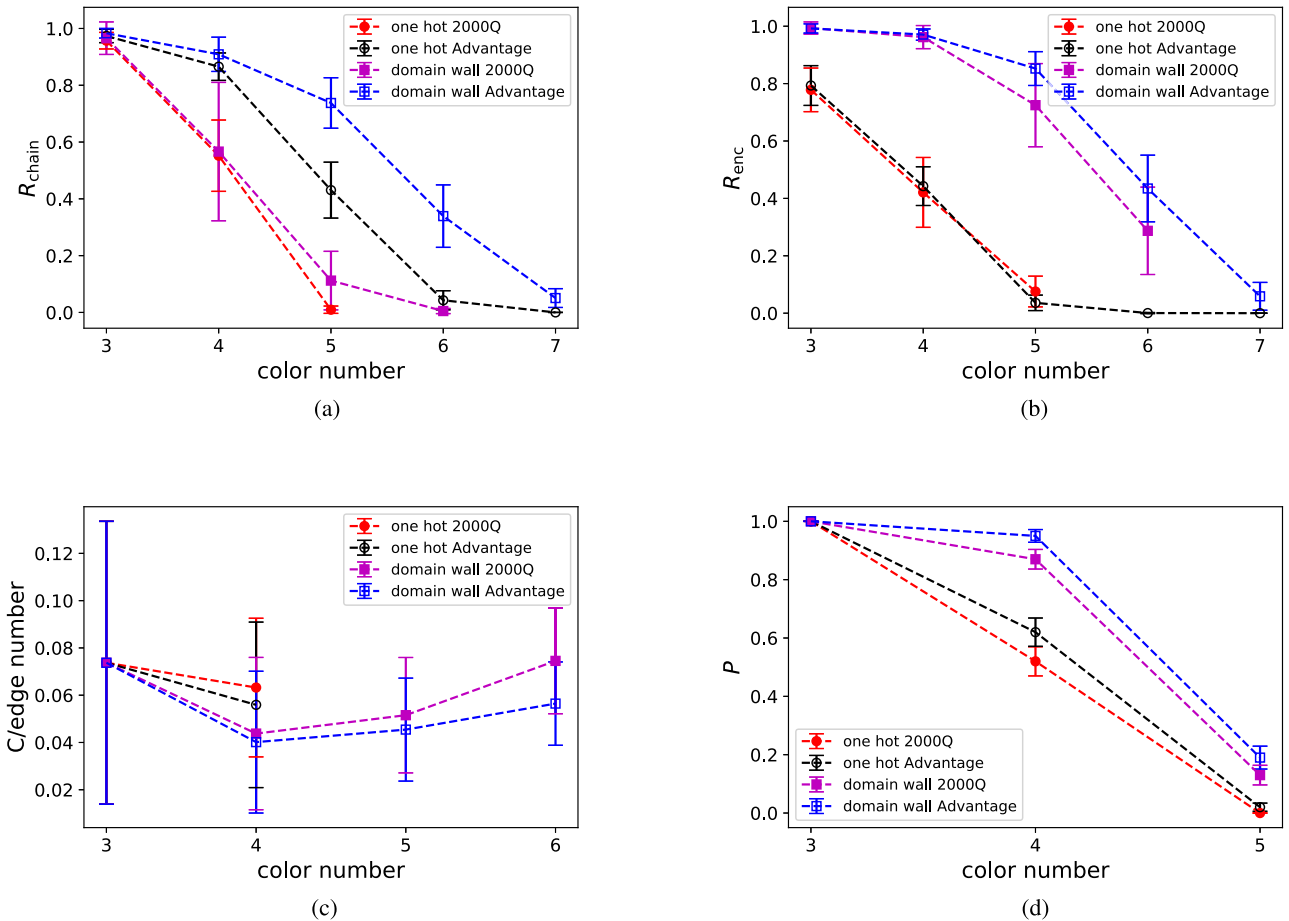 1.0
0.8
0.6
0.4
0.2
0.0
R_chain
3 4 5 6 7
color number
one hot 2000Q
one hot Advantage
domain wall 2000Q
domain wall Advantage
(a)
1.0
0.8
0.6
0.4
0.2
0.0
R_enc
3 4 5 6 7
color number
one hot 2000Q
one hot Advantage
domain wall 2000Q
domain wall Advantage
(b)
0.12
0.10
0.08
0.06
0.04
0.02
C/edge number
3 4 5 6
color number
one hot 2000Q
one hot Advantage
domain wall 2000Q
domain wall Advantage
(c)
1.0
0.8
0.6
0.4
0.2
0.0
P
3 4 5
color number
one hot 2000Q
one hot Advantage
domain wall 2000Q
domain wall Advantage
(d)